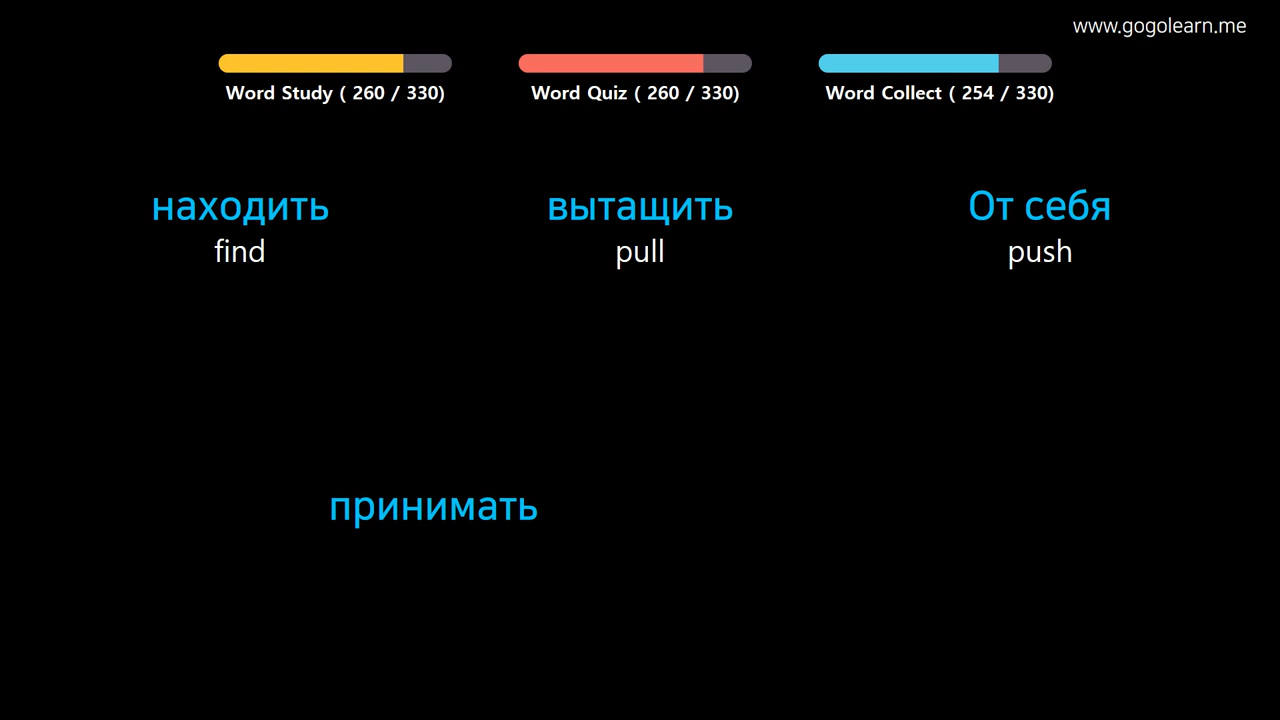 www.gogolearn.me
Word Study ( 260 / 330)
Word Quiz ( 260 / 330)
Word Collect ( 254 / 330)
находить
find
вытащить
pull
От себя
push
принимать